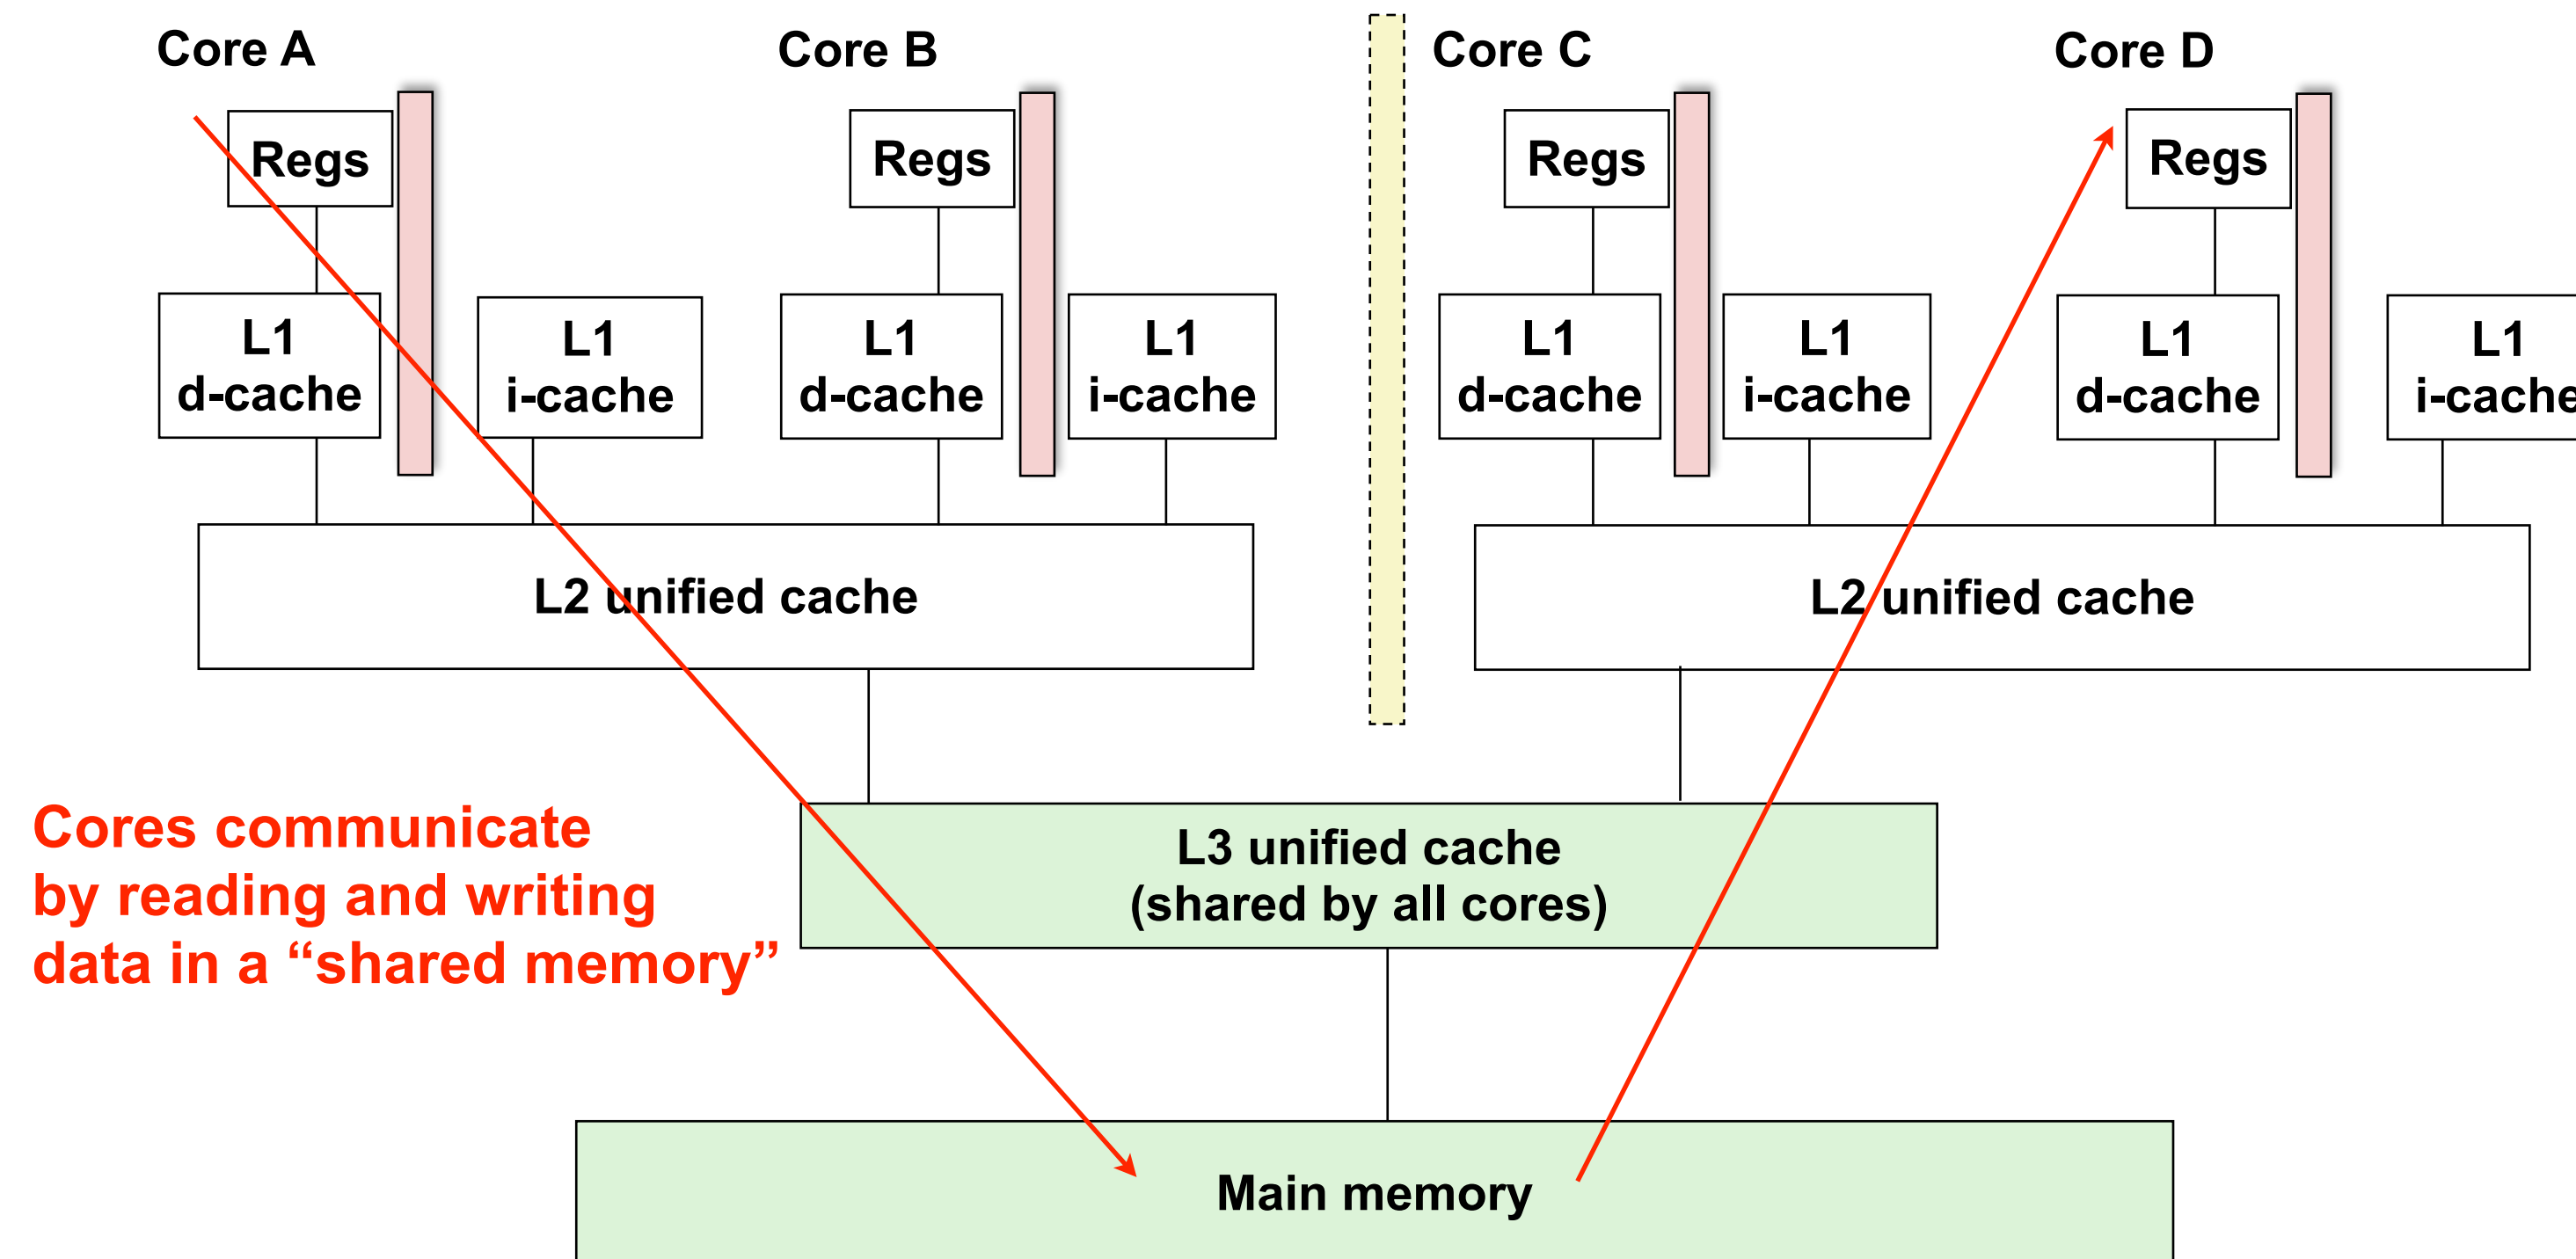 Core A
Core B
Core C
Core D
Regs
Regs
Regs
Regs
L1
d-cache
L1
i-cache
L1
d-cache
L1
i-cache
L1
d-cache
L1
i-cache
L1
d-cache
L1
i-cache
L2 unified cache
L2 unified cache
Cores communicate
by reading and writing
data in a “shared memory”
L3 unified cache
(shared by all cores)
Main memory